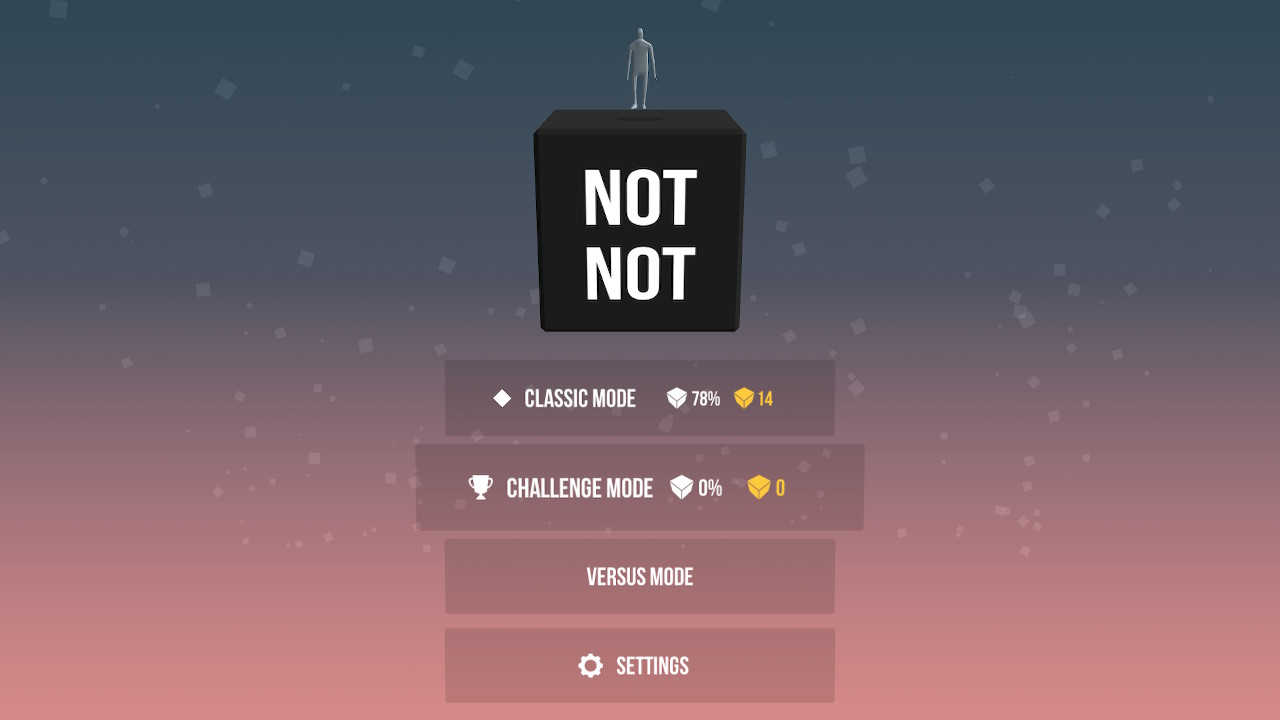 NOT
NOT
CLASSIC MODE 78% 14
CHALLENGE MODE 0% 0
VERSUS MODE
SETTINGS